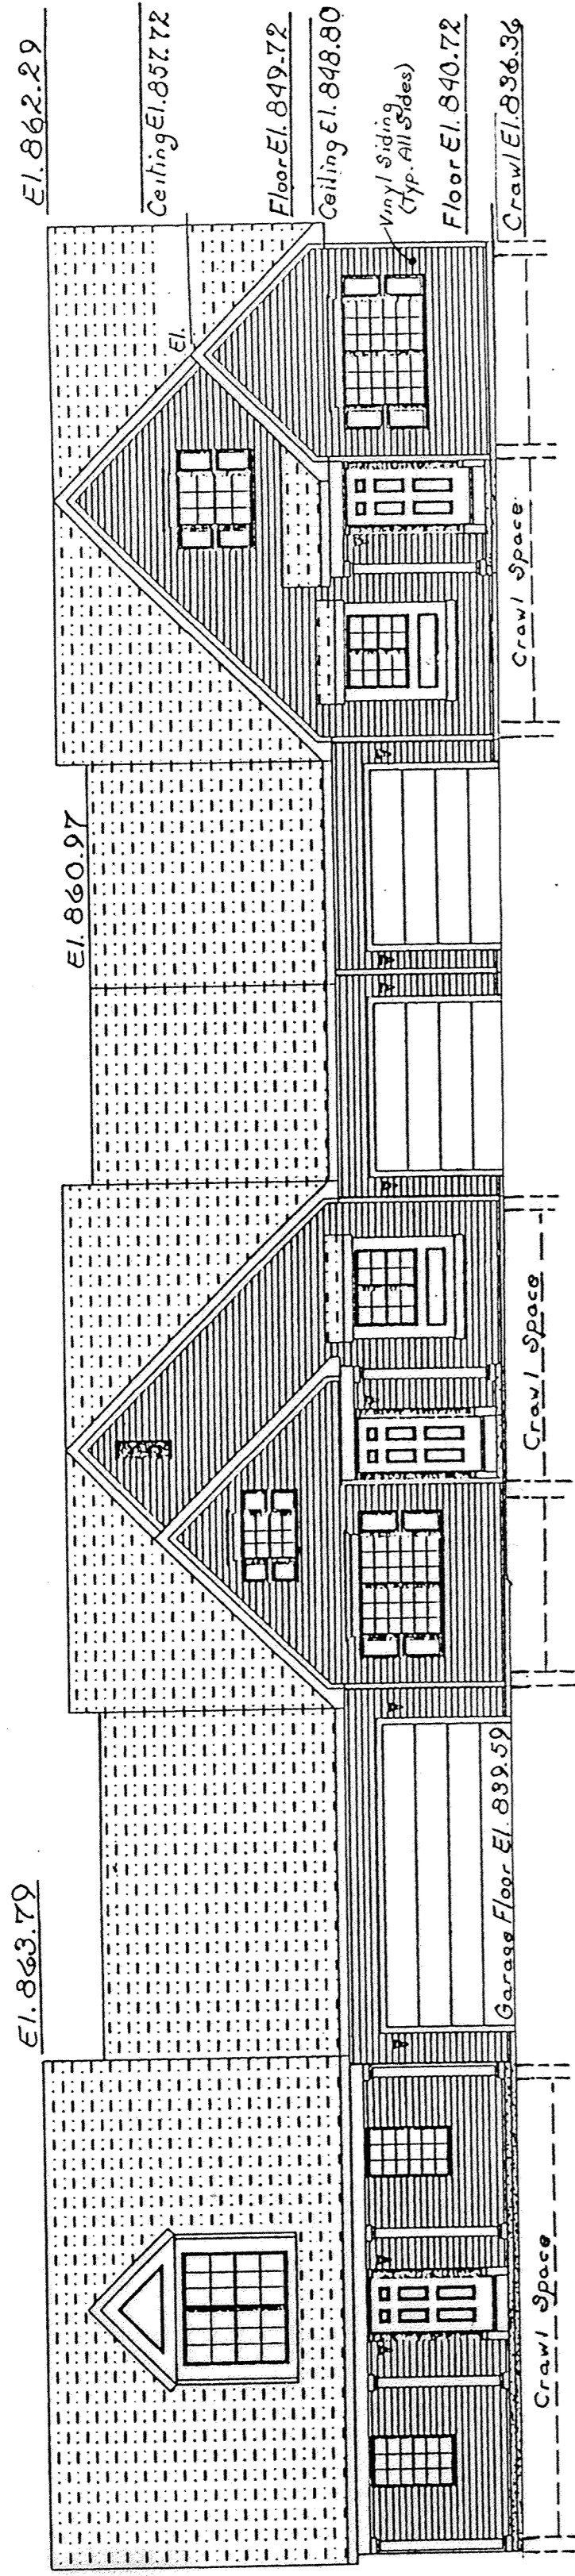 El. 862.29
Ceiling El. 857.72
Floor El. 849.72
Ceiling El. 848.80
Vinyl Siding
(Typ. All Sides)
Floor El. 840.72
Crawl El. 836.36
El.
Crawl Space
El. 860.97
Crawl Space
El. 863.79
Garage Floor El. 839.59
Crawl Space